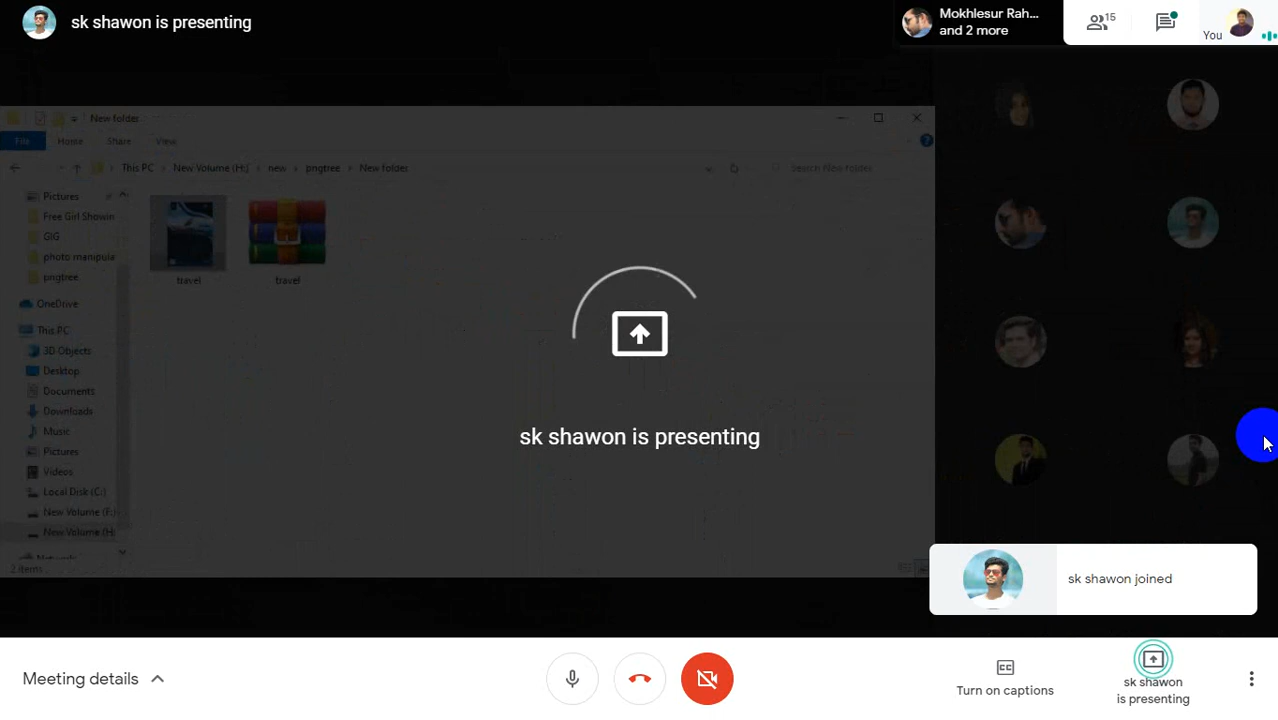 sk shawon is presenting
Mokhlesur Rah...
and 2 more
15
You
New folder
File
Home
Share
View
This PC
New Volume (H:)
new
pngtree
New folder
Search New folder
Pictures
Free Girl Showin
GIG
photo manipula
pngtree
OneDrive
This PC
3D Objects
Desktop
Documents
Downloads
Music
Pictures
Videos
Local Disk (C:)
New Volume (F:
New Volume (H:
Network
2 items
travel
travel
sk shawon is presenting
sk shawon joined
Meeting details
CC
Turn on captions
sk shawon
is presenting